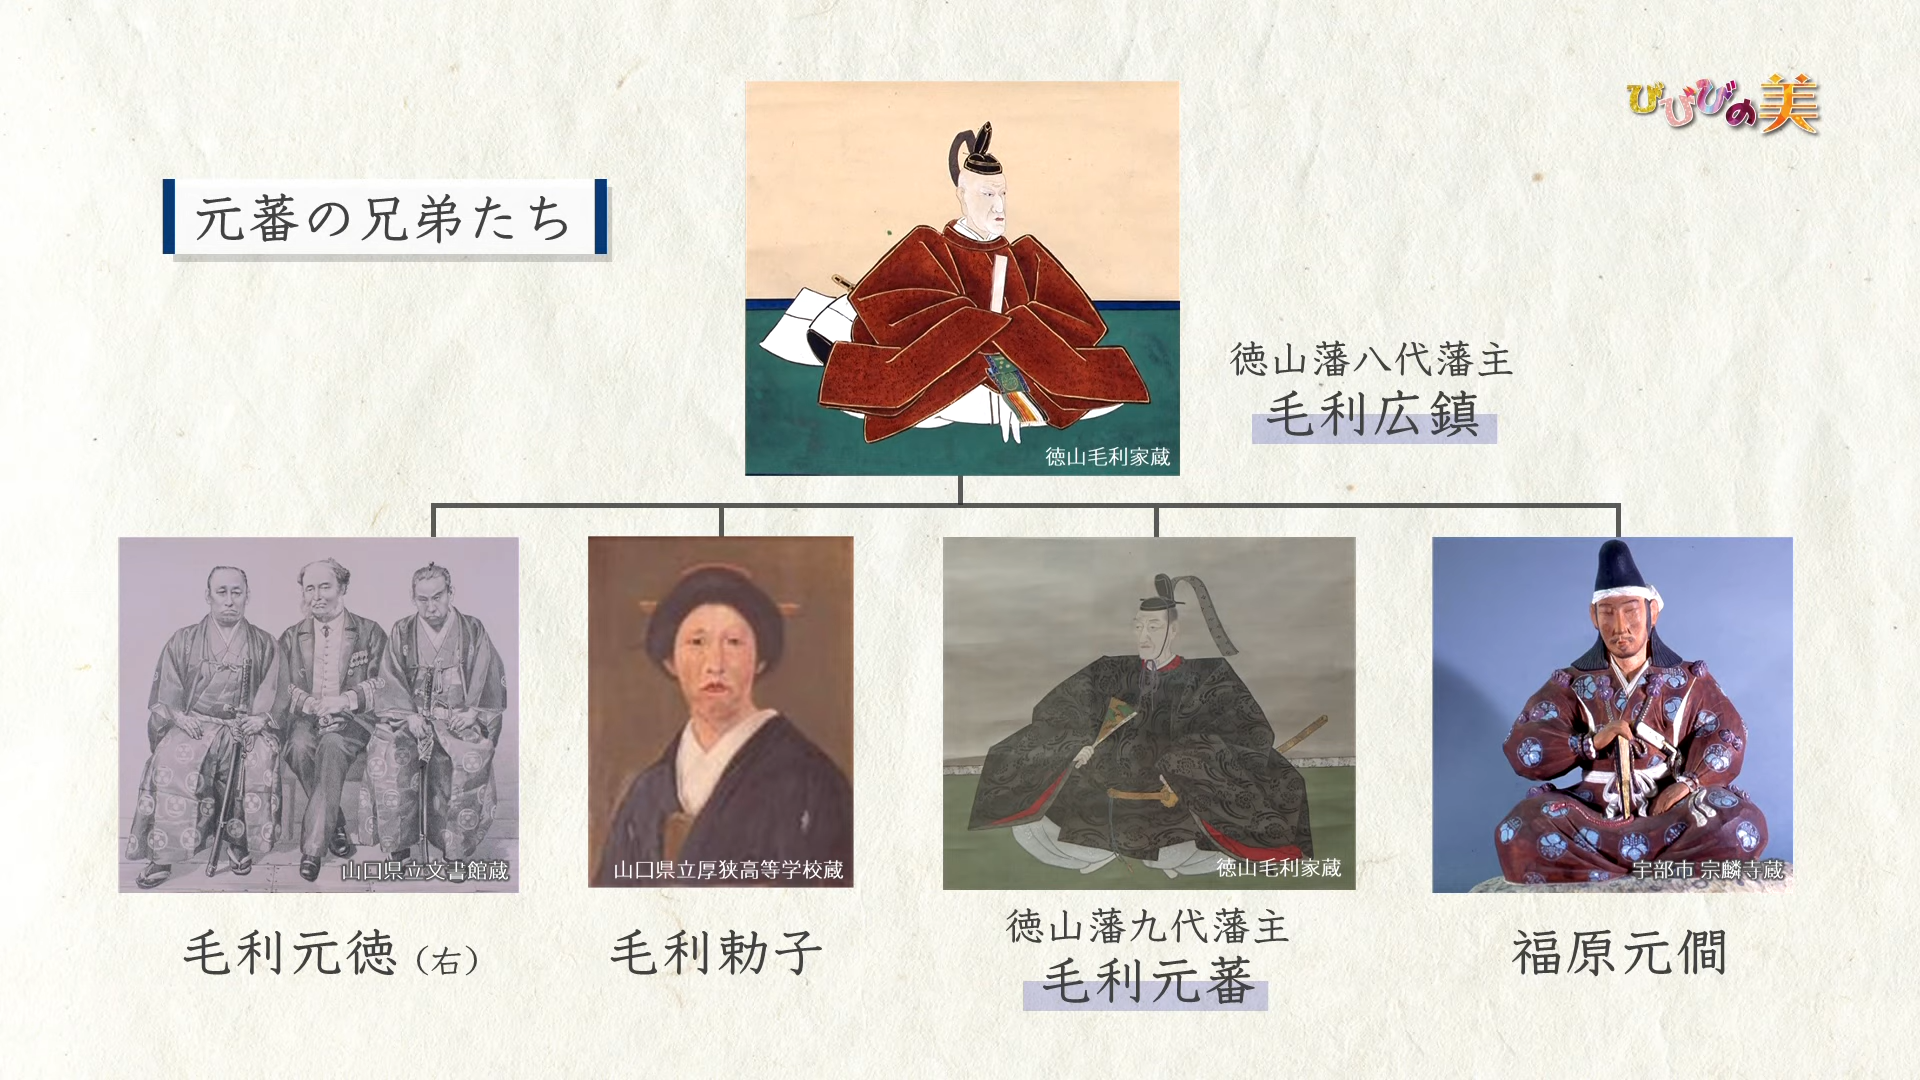 びびびの美
元蕃の兄弟たち
徳山藩八代藩主
毛利広鎮
徳山毛利家蔵
山口県立文書館蔵
山口県立厚狭高等学校蔵
徳山毛利家蔵
宇部市 宗麟寺蔵
毛利元徳（右）
毛利勅子
徳山藩九代藩主
毛利元蕃
福原元僴